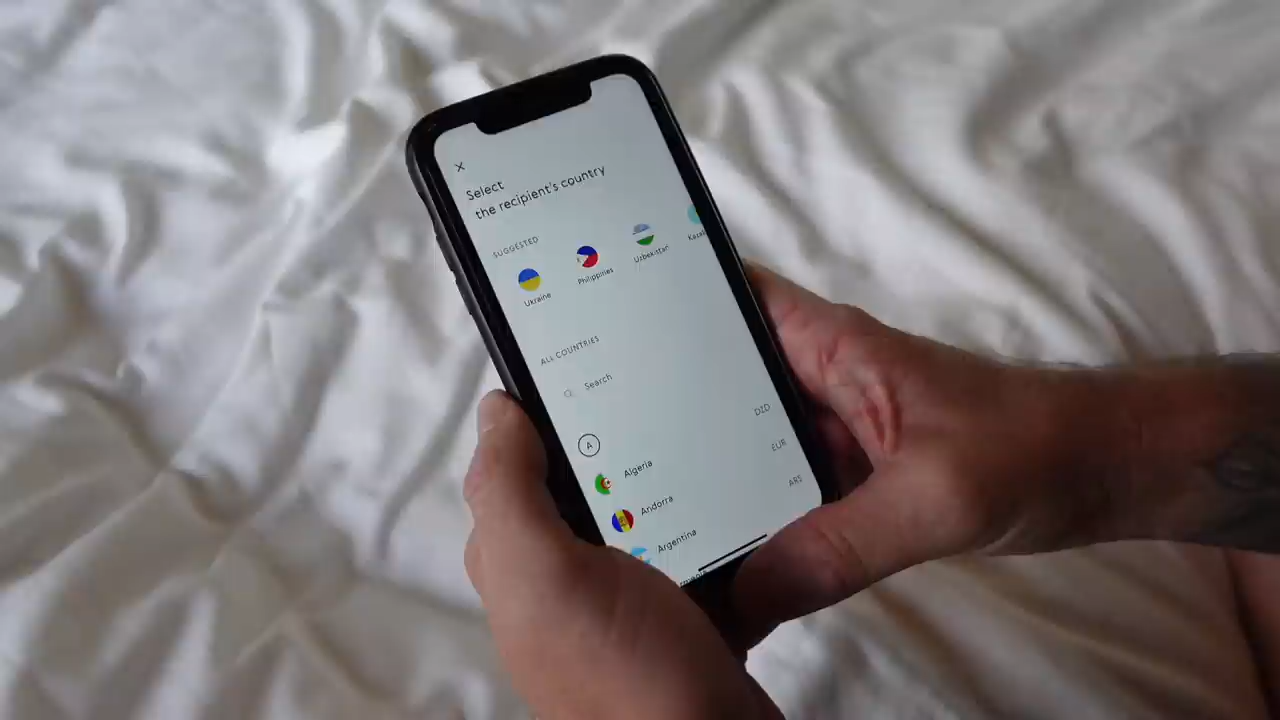 Select
the recipient's country
SUGGESTED
Ukraine
Philippines
Uzbekistan
ALL COUNTRIES
Search
A
Algeria DZD
Andorra EUR
Argentina ARS